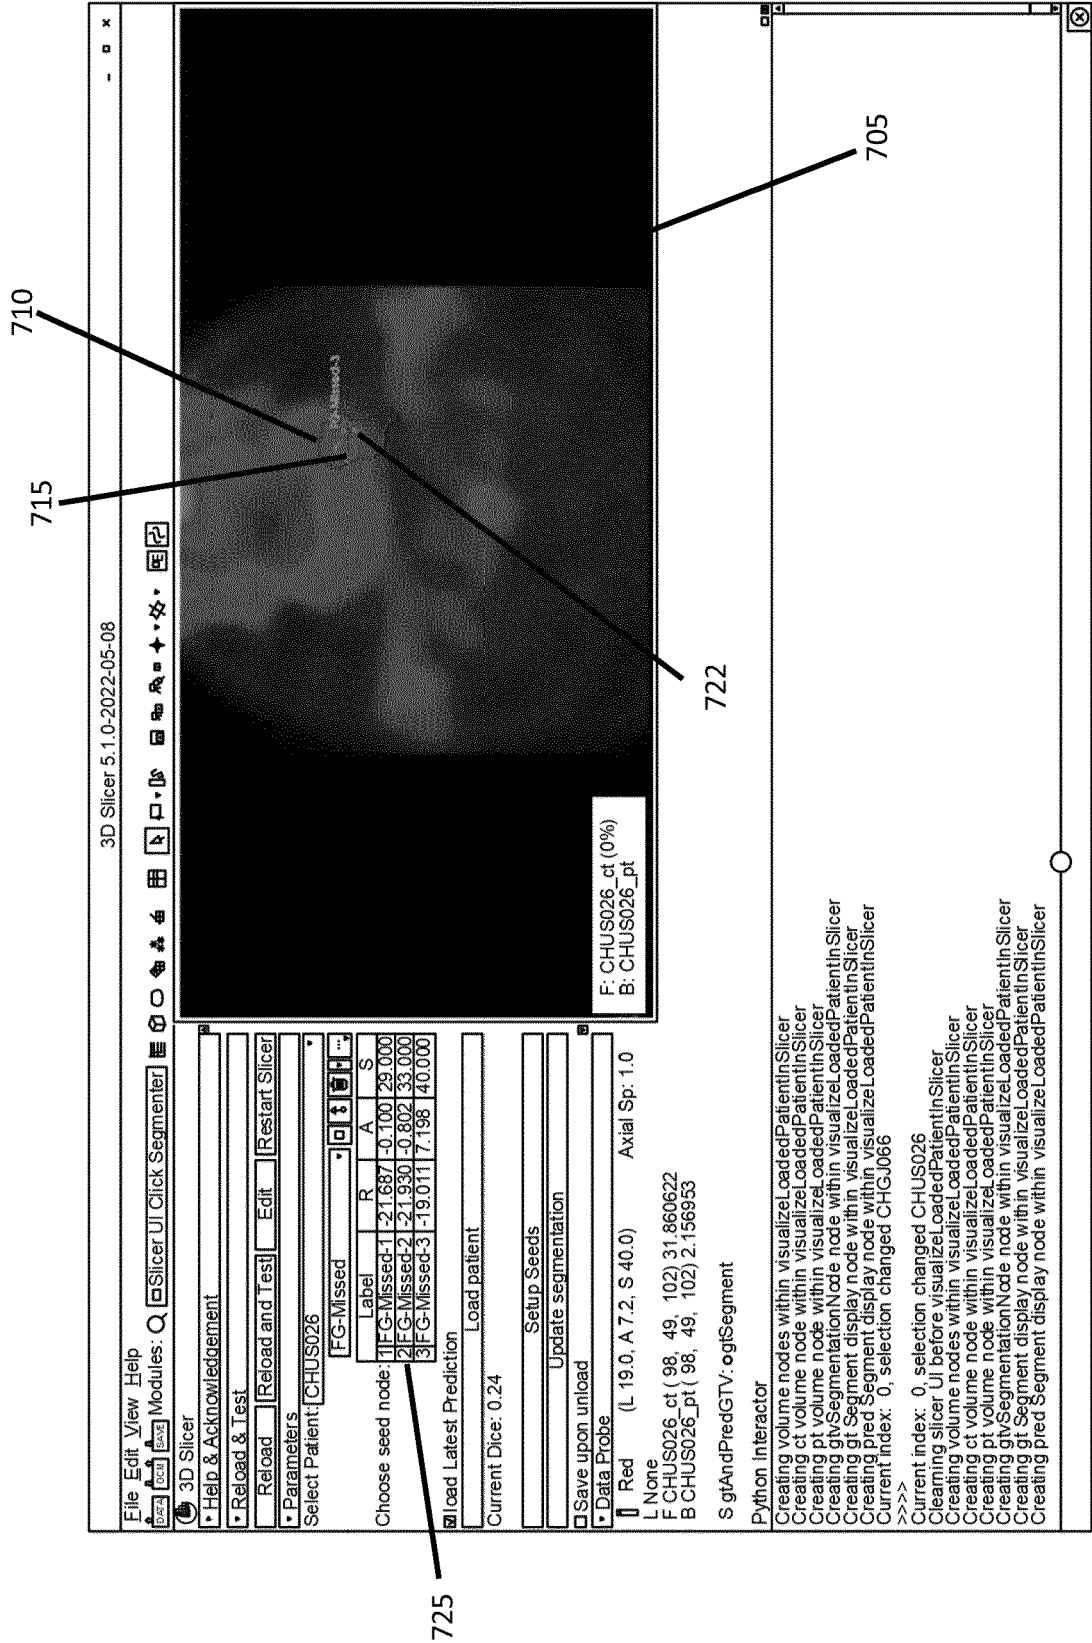 3D Slicer 5.1.0-2022-05-08
File Edit View Help
DATA DCM SAVE Modules: Slicer UI Click Segmenter
3D Slicer
Help & Acknowledgement
Reload & Test
Reload Reload and Test Edit Restart Slicer
Parameters
Select Patient: CHUS026
FG-Missed ...
Label R A S
Choose seed node: 1 FG-Missed-1 -21.687 -0.100 29.000
2 FG-Missed-2 -21.930 -0.802 33.000
3 FG-Missed-3 -19.011 7.198 40.000
load Latest Prediction
Load patient
Current Dice: 0.24
Setup Seeds
Update segmentation
Save upon unload
Data Probe
Red (L 19.0, A 7.2, S 40.0) Axial Sp: 1.0
L None
F CHUS026_ct ( 98, 49, 102) 31.860622
B CHUS026_pt ( 98, 49, 102) 2.156953
S gtAndPredGTV: gtSegment
FG-Missed-3
F: CHUS026_ct (0%)
B: CHUS026_pt
Python Interactor
Creating volume nodes within visualizeLoadedPatientInSlicer
Creating ct volume node within visualizeLoadedPatientInSlicer
Creating pt volume node within visualizeLoadedPatientInSlicer
Creating gtvSegmentationNode node within visualizeLoadedPatientInSlicer
Creating gt Segment display node within visualizeLoadedPatientInSlicer
Creating pred Segment display node within visualizeLoadedPatientInSlicer
Current index: 0, selection changed CHGJ066
>>>>
Current index: 0, selection changed CHUS026
Clearning slicer UI before visualizeLoadedPatientInSlicer
Creating volume nodes within visualizeLoadedPatientInSlicer
Creating ct volume node within visualizeLoadedPatientInSlicer
Creating pt volume node within visualizeLoadedPatientInSlicer
Creating gtvSegmentationNode node within visualizeLoadedPatientInSlicer
Creating gt Segment display node within visualizeLoadedPatientInSlicer
Creating pred Segment display node within visualizeLoadedPatientInSlicer
705
710
715
722
725